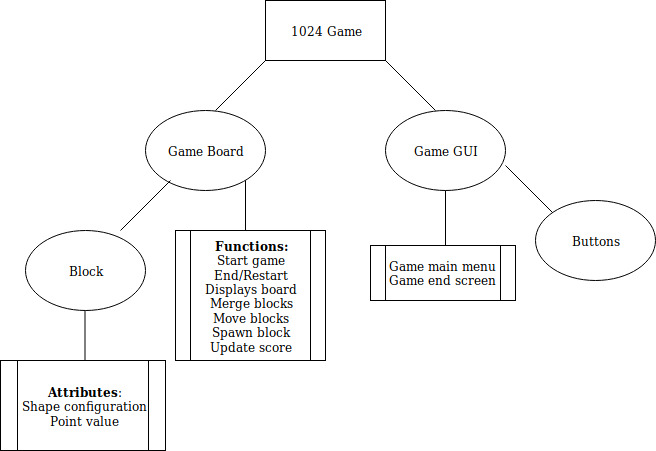 1024 Game
Game Board
Game GUI
Block
Functions:
Start game
End/Restart
Displays board
Merge blocks
Move blocks
Spawn block
Update score
Game main menu
Game end screen
Buttons
Attributes:
Shape configuration
Point value